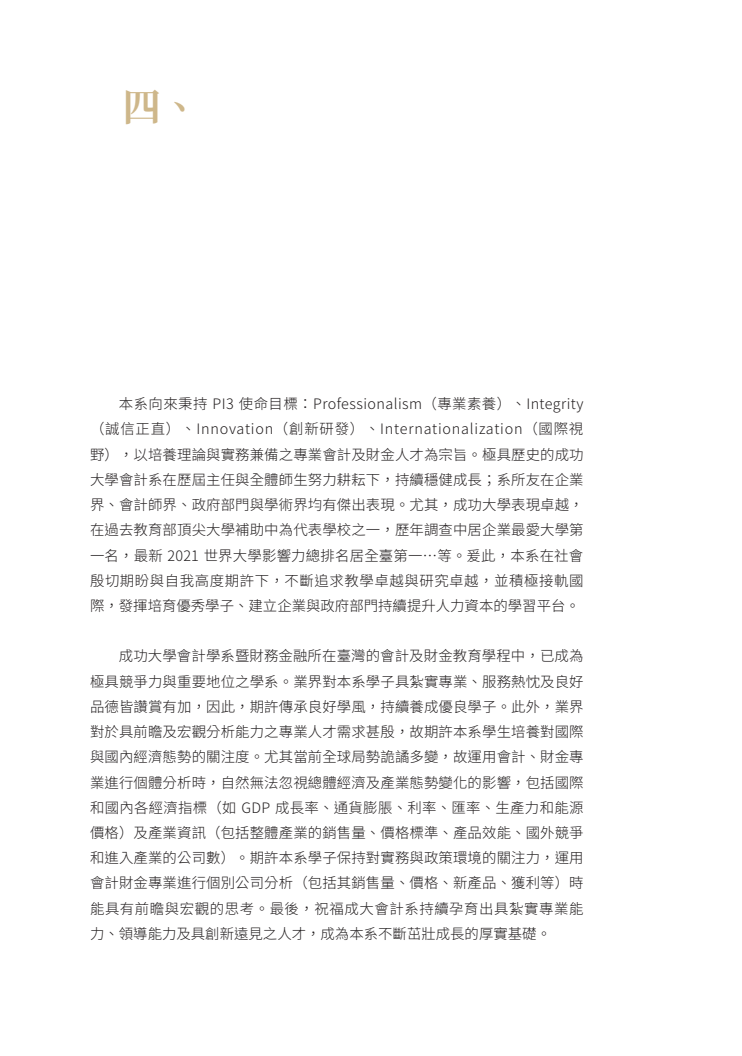 四、
本系向來秉持 PI3 使命目標：Professionalism（專業素養）、Integrity
（誠信正直）、Innovation（創新研發）、Internationalization（國際視
野），以培養理論與實務兼備之專業會計及財金人才為宗旨。極具歷史的成功
大學會計系在歷屆主任與全體師生努力耕耘下，持續穩健成長；系所友在企業
界、會計師界、政府部門與學術界均有傑出表現。尤其，成功大學表現卓越，
在過去教育部頂尖大學補助中為代表學校之一，歷年調查中居企業最愛大學第
一名，最新 2021 世界大學影響力總排名居全臺第一…等。爰此，本系在社會
殷切期盼與自我高度期許下，不斷追求教學卓越與研究卓越，並積極接軌國
際，發揮培育優秀學子、建立企業與政府部門持續提升人力資本的學習平台。
成功大學會計學系暨財務金融所在臺灣的會計及財金教育學程中，已成為
極具競爭力與重要地位之學系。業界對本系學子具紮實專業、服務熱忱及良好
品德皆讚賞有加，因此，期許傳承良好學風，持續養成優良學子。此外，業界
對於具前瞻及宏觀分析能力之專業人才需求甚殷，故期許本系學生培養對國際
與國內經濟態勢的關注度。尤其當前全球局勢詭譎多變，故運用會計、財金專
業進行個體分析時，自然無法忽視總體經濟及產業態勢變化的影響，包括國際
和國內各經濟指標（如 GDP 成長率、通貨膨脹、利率、匯率、生產力和能源
價格）及產業資訊（包括整體產業的銷售量、價格標準、產品效能、國外競爭
和進入產業的公司數）。期許本系學子保持對實務與政策環境的關注力，運用
會計財金專業進行個別公司分析（包括其銷售量、價格、新產品、獲利等）時
能具有前瞻與宏觀的思考。最後，祝福成大會計系持續孕育出具紮實專業能
力、領導能力及具創新遠見之人才，成為本系不斷茁壯成長的厚實基礎。